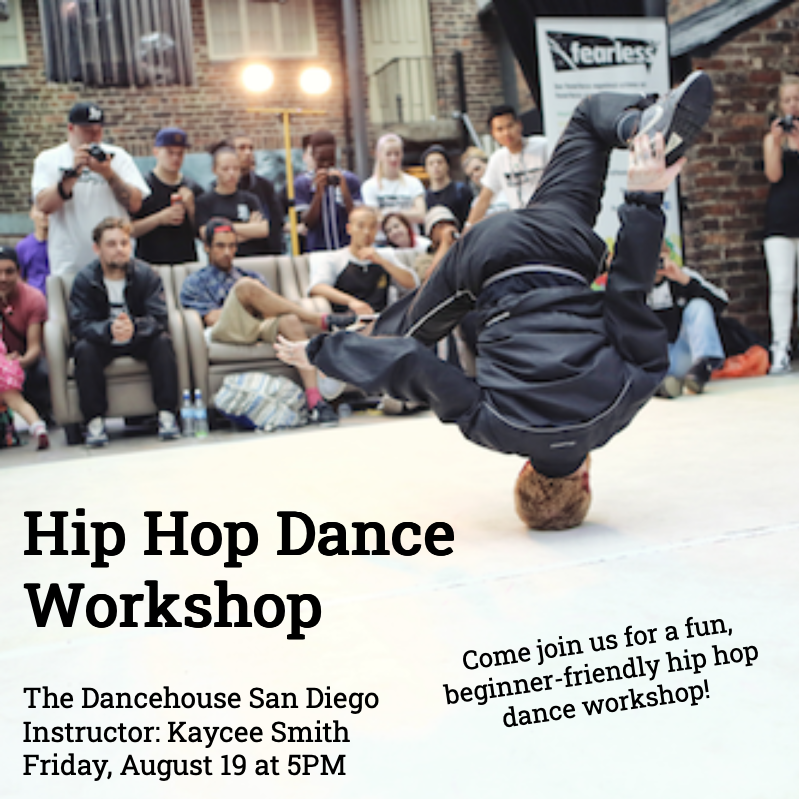 fearless
Hip Hop Dance
Workshop
Come join us for a fun,
beginner-friendly hip hop
dance workshop!
The Dancehouse San Diego
Instructor: Kaycee Smith
Friday, August 19 at 5PM